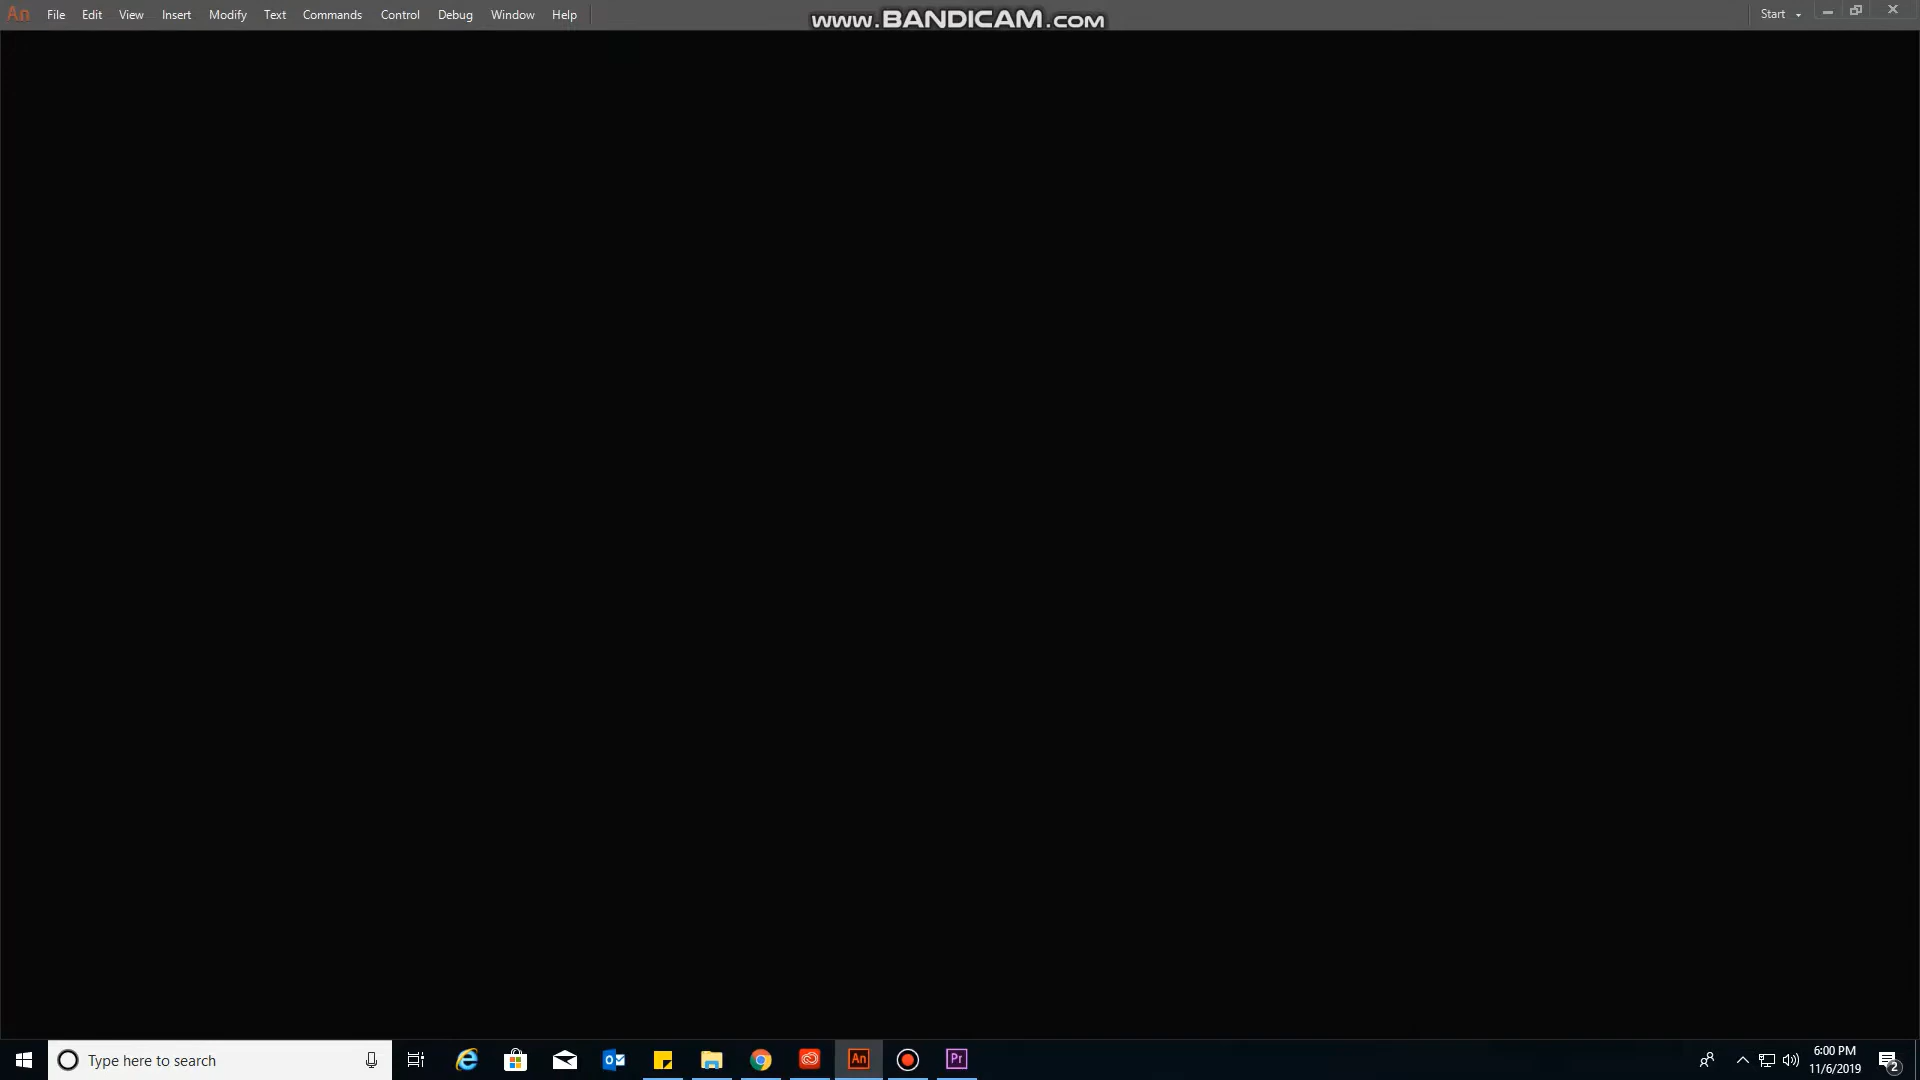 An File Edit View Insert Modify Text Commands Control Debug Window Help
www.BANDICAM.com
Start
Type here to search
An
Pr
6:00 PM
11/6/2019
2